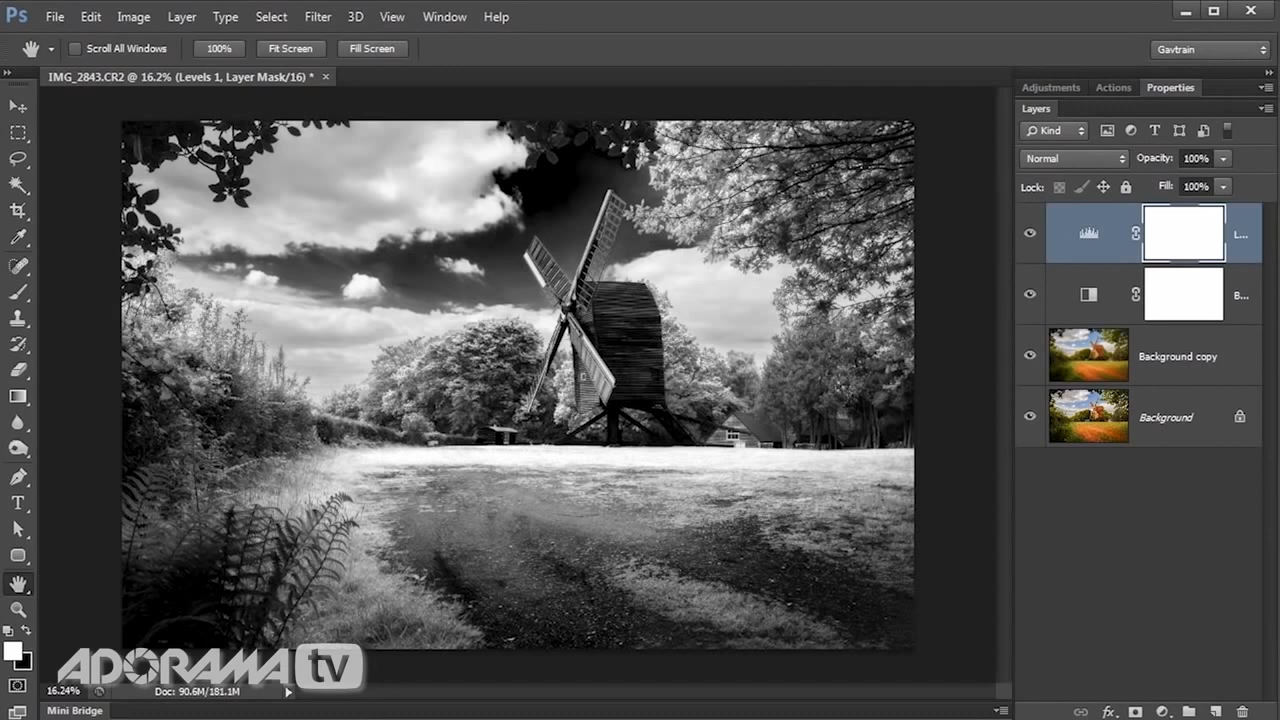 Ps File Edit Image Layer Type Select Filter 3D View Window Help
Scroll All Windows 100% Fit Screen Fill Screen Gavtrain
IMG_2843.CR2 @ 16.2% (Levels 1, Layer Mask/16) * ×
Adjustments Actions Properties
Layers
Kind T
Normal Opacity: 100%
Lock: Fill: 100%
L...
B...
Background copy
Background
T
ADORAMA tv
16.24% Doc: 90.6M/181.1M
Mini Bridge
fx